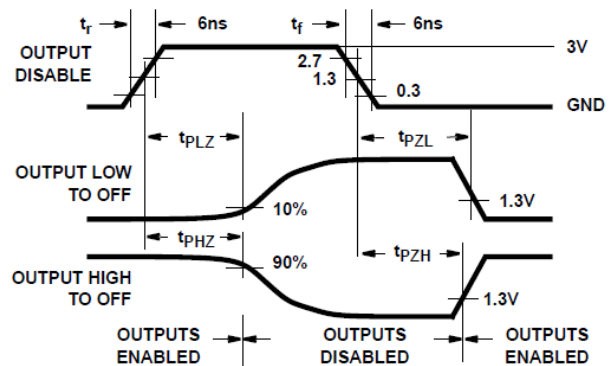 tr 6ns tf 6ns
OUTPUT
DISABLE
2.7
1.3
0.3
3V
GND
tPLZ tPZL
OUTPUT LOW
TO OFF
10%
1.3V
tPHZ tPZH
OUTPUT HIGH
TO OFF
90%
1.3V
OUTPUTS
ENABLED
OUTPUTS
DISABLED
OUTPUTS
ENABLED